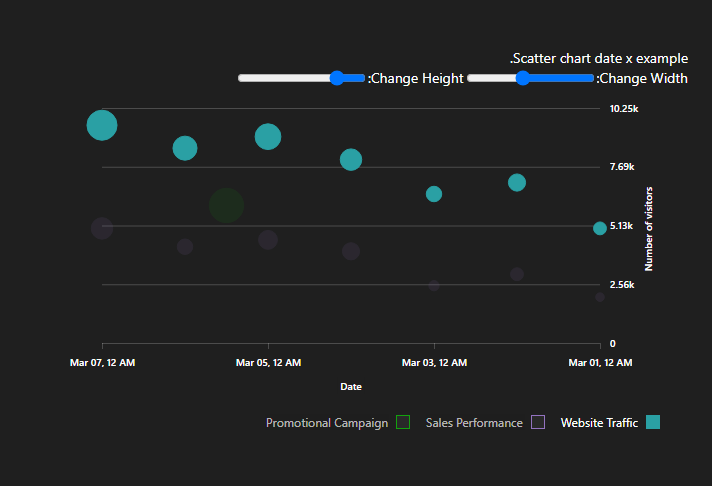 .Scatter chart date x example
:Change Height :Change Width
10.25k
7.69k
5.13k
2.56k
0
Number of visitors
Mar 07, 12 AM Mar 05, 12 AM Mar 03, 12 AM Mar 01, 12 AM
Date
Promotional Campaign Sales Performance Website Traffic